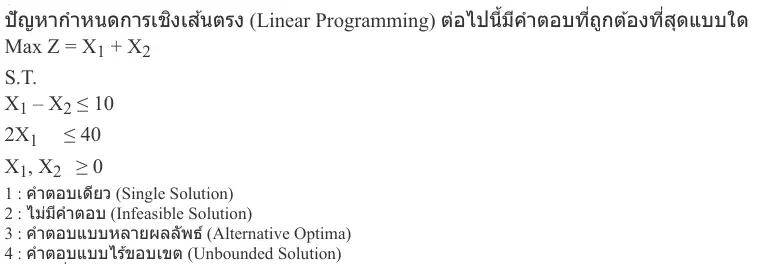 ปัญหากำหนดการเชิงเส้นตรง (Linear Programming) ต่อไปนี้มีคำตอบที่ถูกต้องที่สุดแบบใด
Max Z = X1 + X2
S.T.
X1 – X2 ≤ 10
2X1 ≤ 40
X1, X2 ≥ 0
1 : คำตอบเดียว (Single Solution)
2 : ไม่มีคำตอบ (Infeasible Solution)
3 : คำตอบแบบหลายผลลัพธ์ (Alternative Optima)
4 : คำตอบแบบไร้ขอบเขต (Unbounded Solution)